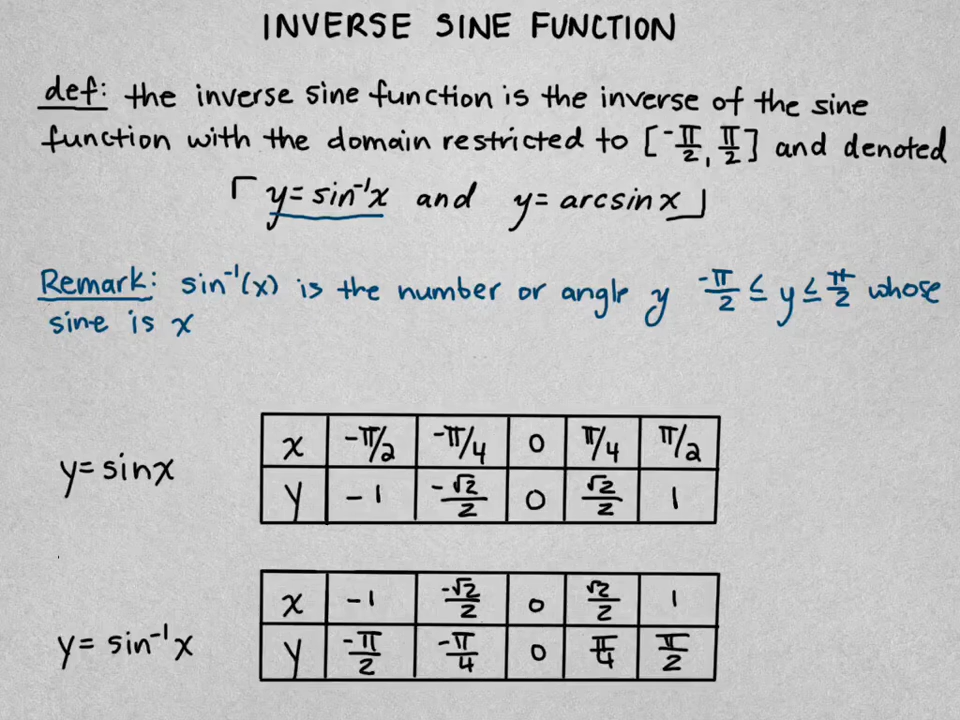 INVERSE SINE FUNCTION
def: the inverse sine function is the inverse of the sine
function with the domain restricted to [-π/2, π/2] and denoted
「 y=sin⁻¹x and y= arcsinx 」
Remark: sin⁻¹(x) is the number or angle y -π/2 ≤ y ≤ π/2 whose
sine is x
y= sinx
x -π/2 -π/4 0 π/4 π/2
y -1 -√2/2 0 √2/2 1
y= sin⁻¹x
x -1 -√2/2 0 √2/2 1
y -π/2 -π/4 0 π/4 π/2